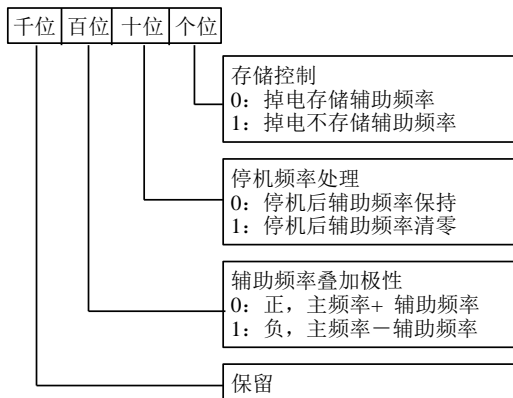 千位 百位 十位 个位
存储控制
0：掉电存储辅助频率
1：掉电不存储辅助频率
停机频率处理
0：停机后辅助频率保持
1：停机后辅助频率清零
辅助频率叠加极性
0：正，主频率+ 辅助频率
1：负，主频率－辅助频率
保留